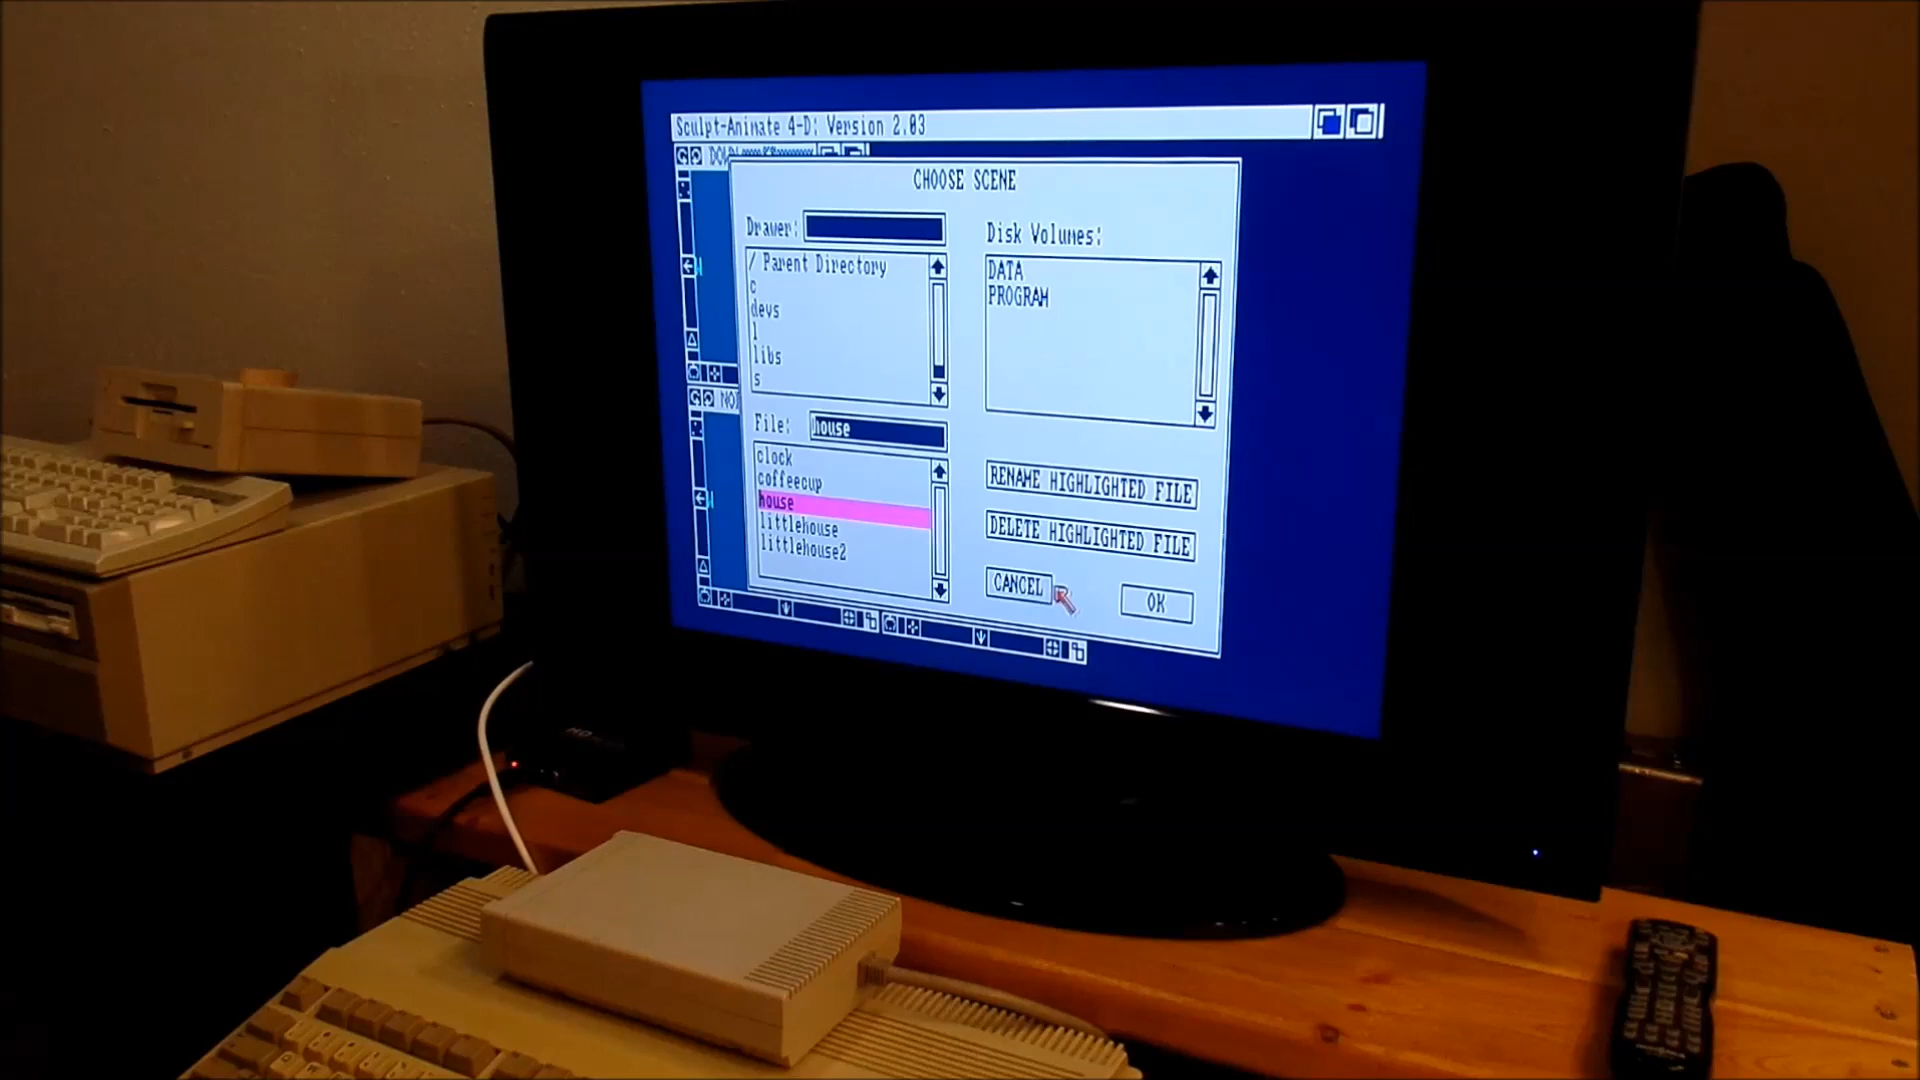 Sculpt-Animate 4-D: Version 2.03
CHOOSE SCENE
Drawer:
/ Parent Directory
c
devs
l
libs
s
Disk Volumes:
DATA
PROGRAM
File: house
clock
coffeecup
house
littlehouse
littlehouse2
RENAME HIGHLIGHTED FILE
DELETE HIGHLIGHTED FILE
CANCEL
OK